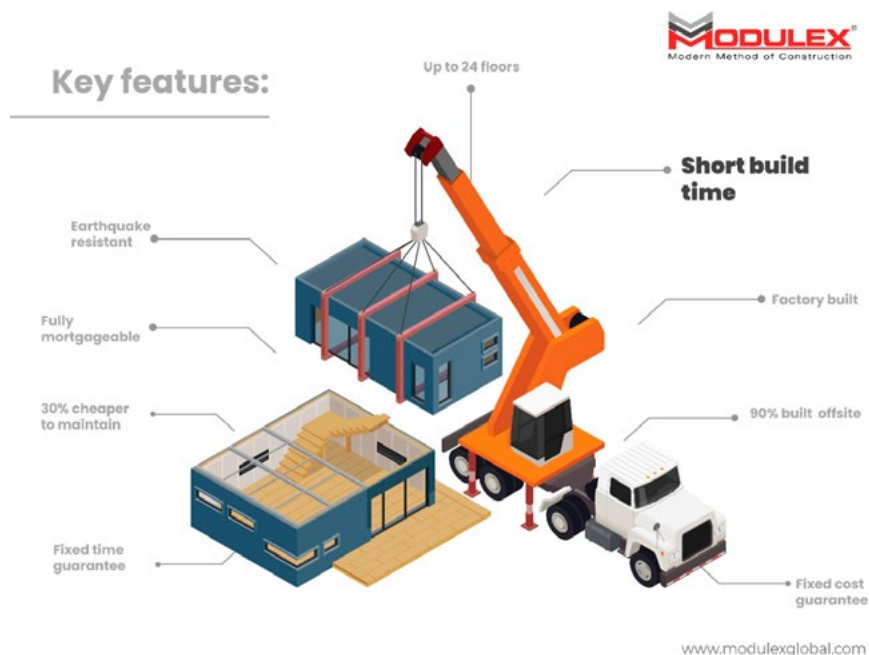 MODULEX®
Modern Method of Construction
Key features:
Up to 24 floors
Short build
time
Earthquake
resistant
Factory built
Fully
mortgageable
30% cheaper
to maintain
90% built offsite
Fixed time
guarantee
Fixed cost
guarantee
www.modulexglobal.com